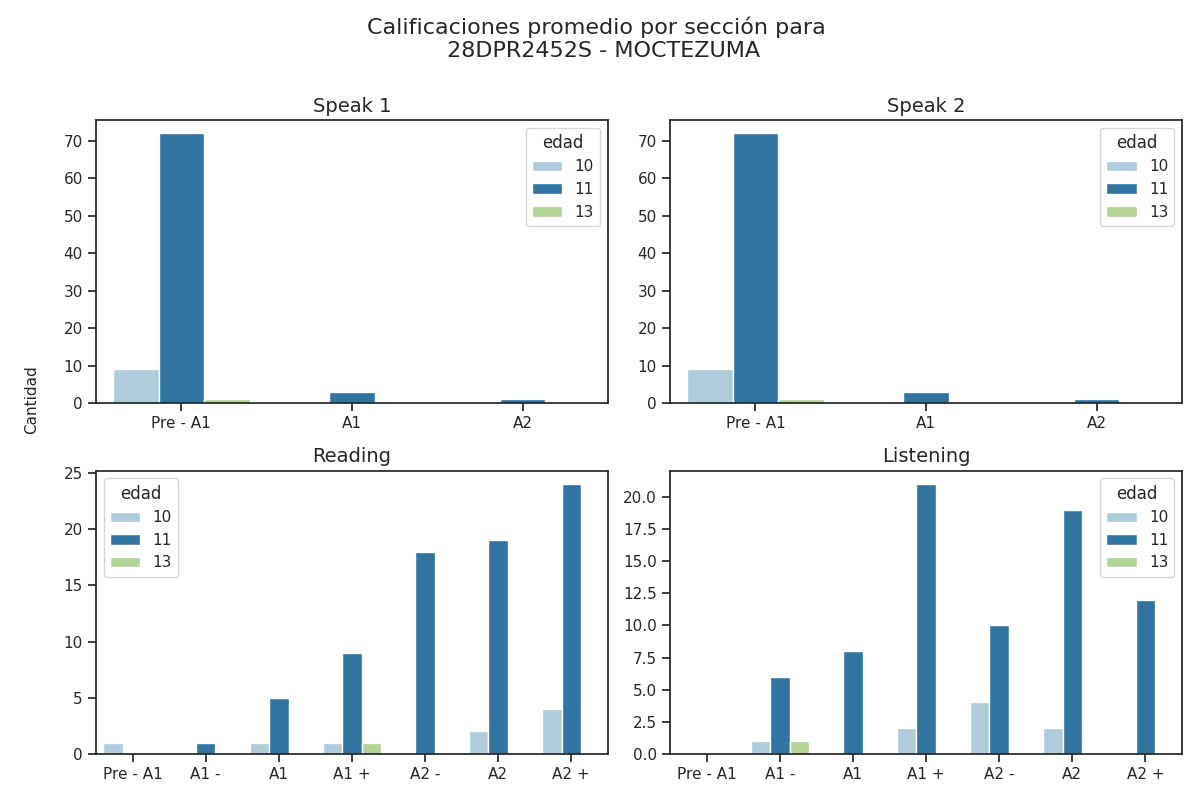 Calificaciones promedio por sección para
28DPR2452S - MOCTEZUMA
Cantidad
Speak 1
70
60
50
40
30
20
10
0
Pre - A1
A1
A2
edad
10
11
13
Speak 2
70
60
50
40
30
20
10
0
Pre - A1
A1
A2
edad
10
11
13
Reading
25
20
15
10
5
0
Pre - A1
A1 -
A1
A1 +
A2 -
A2
A2 +
edad
10
11
13
Listening
20.0
17.5
15.0
12.5
10.0
7.5
5.0
2.5
0.0
Pre - A1
A1 -
A1
A1 +
A2 -
A2
A2 +
edad
10
11
13